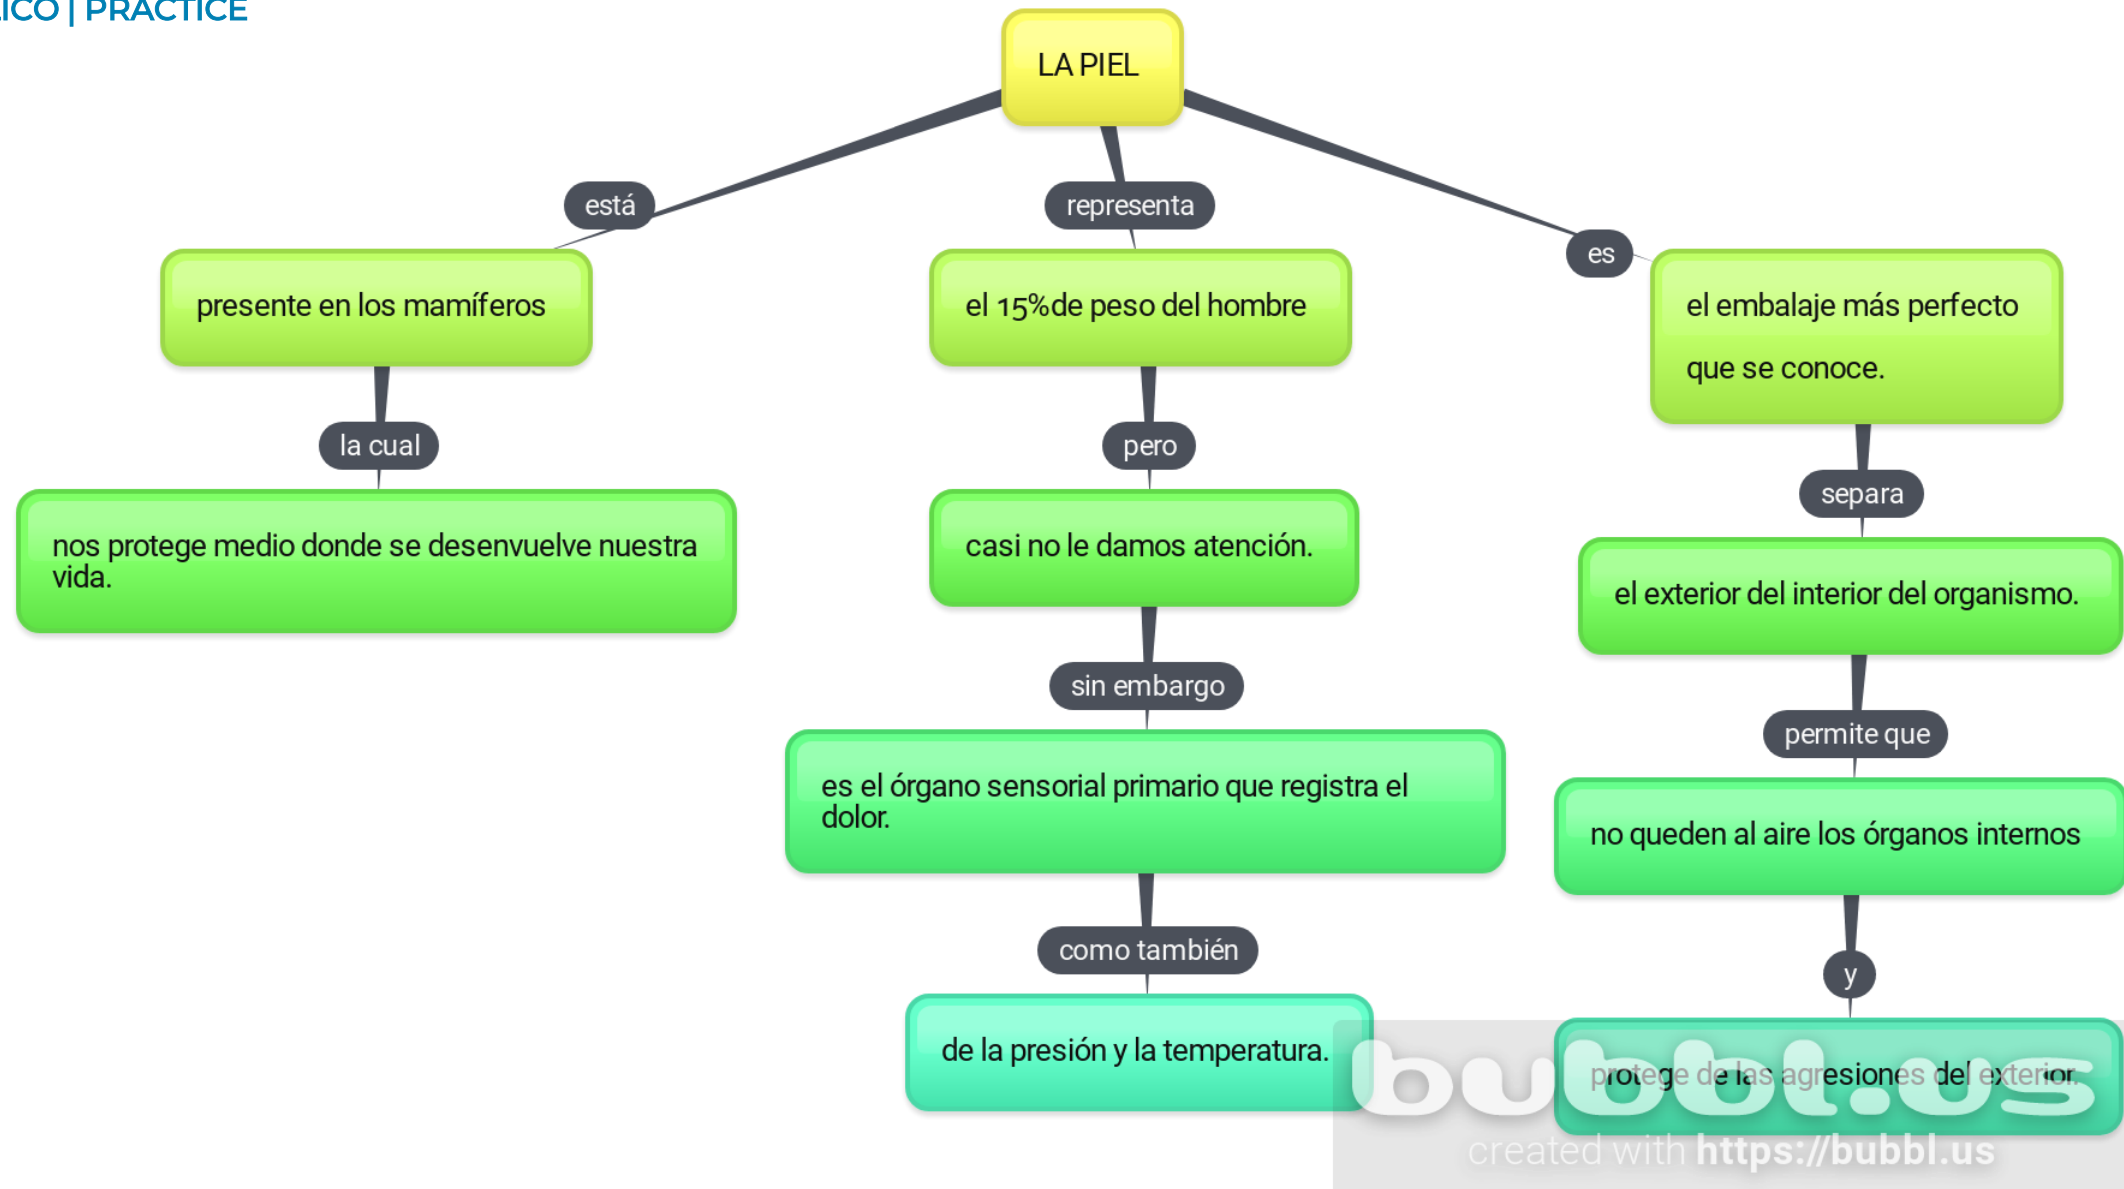 ICO | PRACTICE
LA PIEL
está
representa
es
presente en los mamíferos
el 15%de peso del hombre
el embalaje más perfecto
que se conoce.
la cual
pero
separa
nos protege medio donde se desenvuelve nuestra
vida.
casi no le damos atención.
el exterior del interior del organismo.
sin embargo
permite que
es el órgano sensorial primario que registra el
dolor.
no queden al aire los órganos internos
como también
y
de la presión y la temperatura.
protege de las agresiones del exterior.
bubbl.us
created with https://bubbl.us